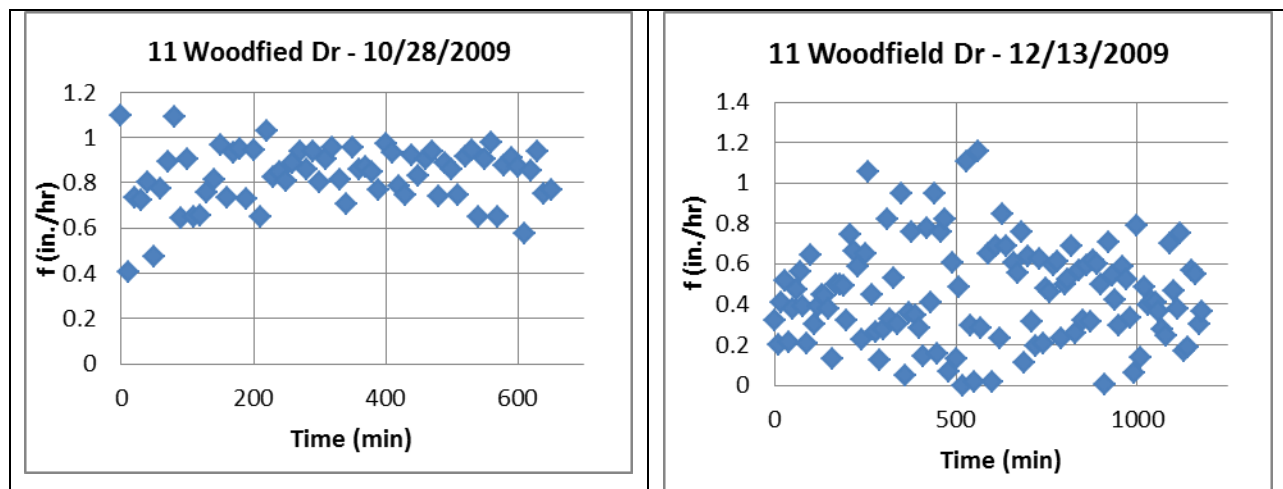 11 Woodfied Dr - 10/28/2009
1.2
1
0.8
0.6
0.4
0.2
0
f (in./hr)
0 200 400 600
Time (min)
11 Woodfield Dr - 12/13/2009
1.4
1.2
1
0.8
0.6
0.4
0.2
0
f (in./hr)
0 500 1000
Time (min)